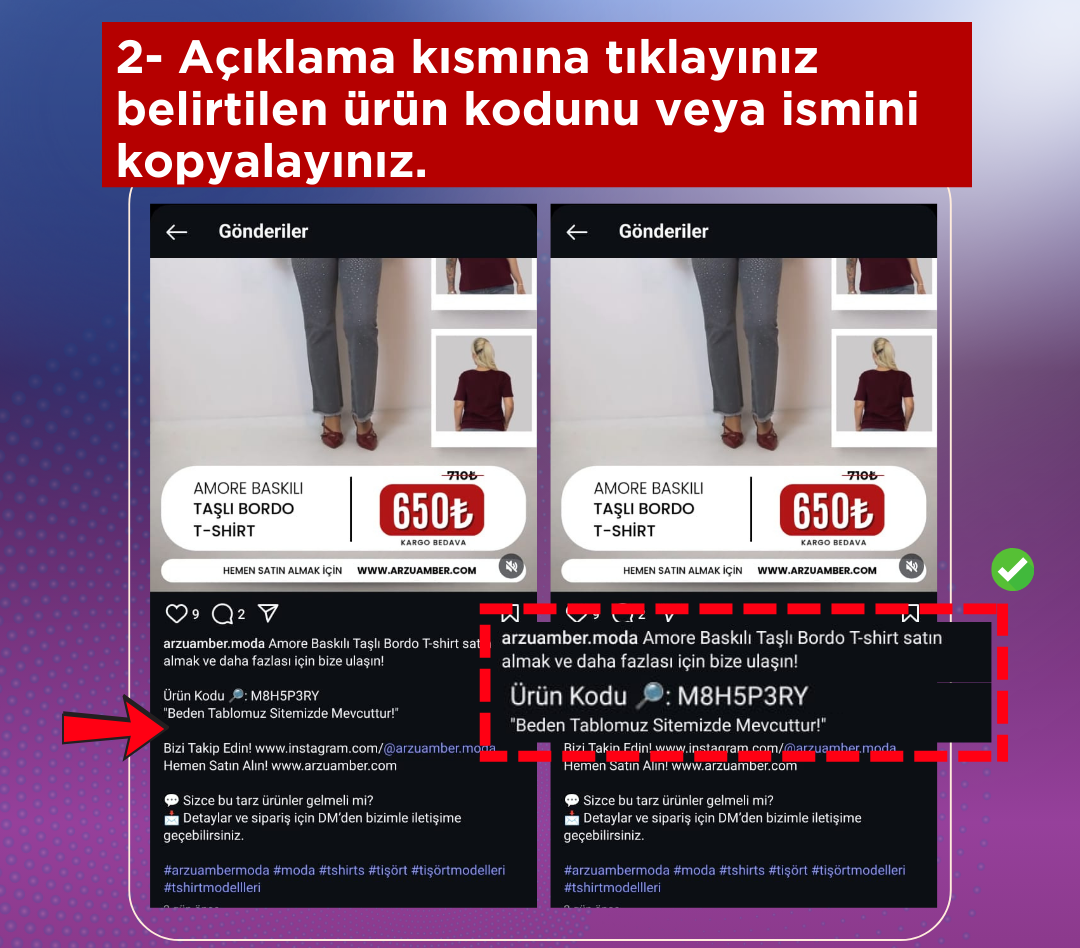 2- Açıklama kısmına tıklayınız
belirtilen ürün kodunu veya ismini
kopyalayınız.
Gönderiler
AMORE BASKILI
TAŞLI BORDO
T-SHİRT
710₺
650₺
KARGO BEDAVA
HEMEN SATIN ALMAK İÇİN WWW.ARZUAMBER.COM
9 2
arzuamber.moda Amore Baskılı Taşlı Bordo T-shirt satın
almak ve daha fazlası için bize ulaşın!
Ürün Kodu 🔎: M8H5P3RY
"Beden Tablomuz Sitemizde Mevcuttur!"
Bizi Takip Edin! www.instagram.com/@arzuamber.moda
Hemen Satın Alın! www.arzuamber.com
💬 Sizce bu tarz ürünler gelmeli mi?
📩 Detaylar ve sipariş için DM'den bizimle iletişime
geçebilirsiniz.
#arzuambermoda #moda #tshirts #tişört #tişörtmodelleri
#tshirtmodellleri
Gönderiler
AMORE BASKILI
TAŞLI BORDO
T-SHİRT
710₺
650₺
KARGO BEDAVA
HEMEN SATIN ALMAK İÇİN WWW.ARZUAMBER.COM
9 2
arzuamber.moda Amore Baskılı Taşlı Bordo T-shirt satın
almak ve daha fazlası için bize ulaşın!
Ürün Kodu 🔎: M8H5P3RY
"Beden Tablomuz Sitemizde Mevcuttur!"
Bizi Takip Edin! www.instagram.com/@arzuamber.moda
Hemen Satın Alın! www.arzuamber.com
💬 Sizce bu tarz ürünler gelmeli mi?
📩 Detaylar ve sipariş için DM'den bizimle iletişime
geçebilirsiniz.
#arzuambermoda #moda #tshirts #tişört #tişörtmodelleri
#tshirtmodellleri